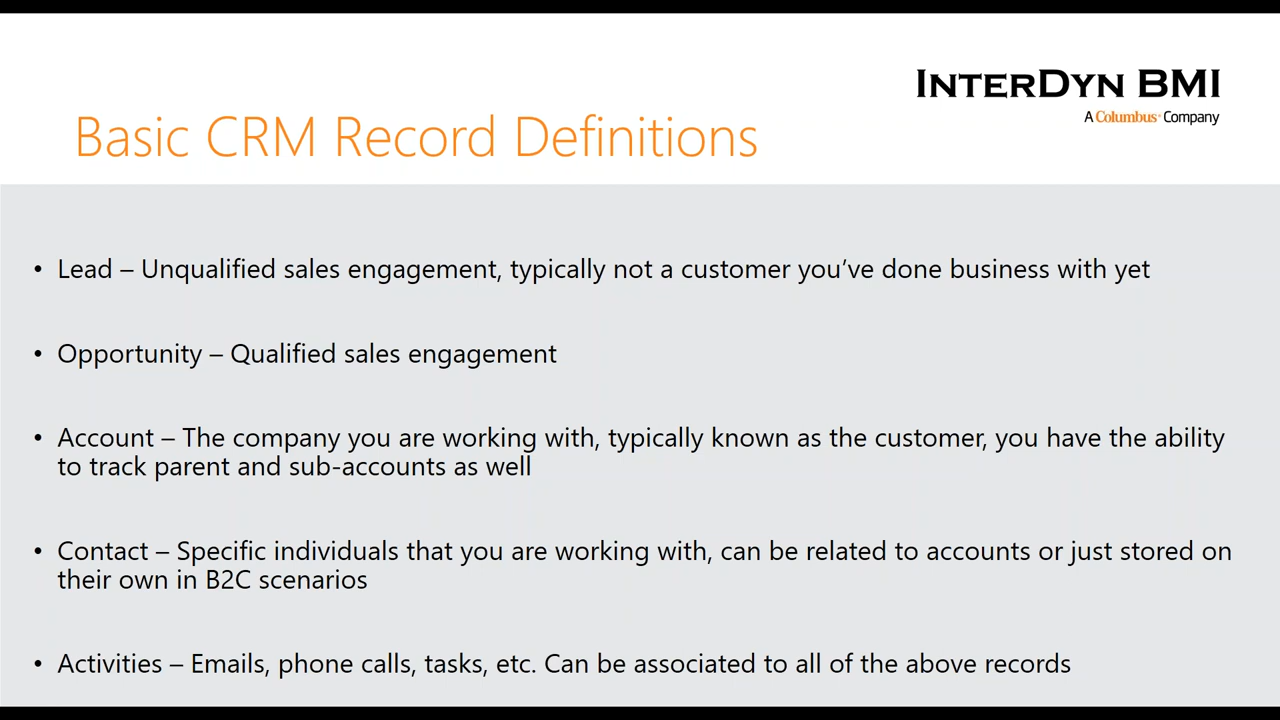 INTERDYN BMI
A Columbus Company
Basic CRM Record Definitions
• Lead – Unqualified sales engagement, typically not a customer you’ve done business with yet
• Opportunity – Qualified sales engagement
• Account – The company you are working with, typically known as the customer, you have the ability
to track parent and sub-accounts as well
• Contact – Specific individuals that you are working with, can be related to accounts or just stored on
their own in B2C scenarios
• Activities – Emails, phone calls, tasks, etc. Can be associated to all of the above records